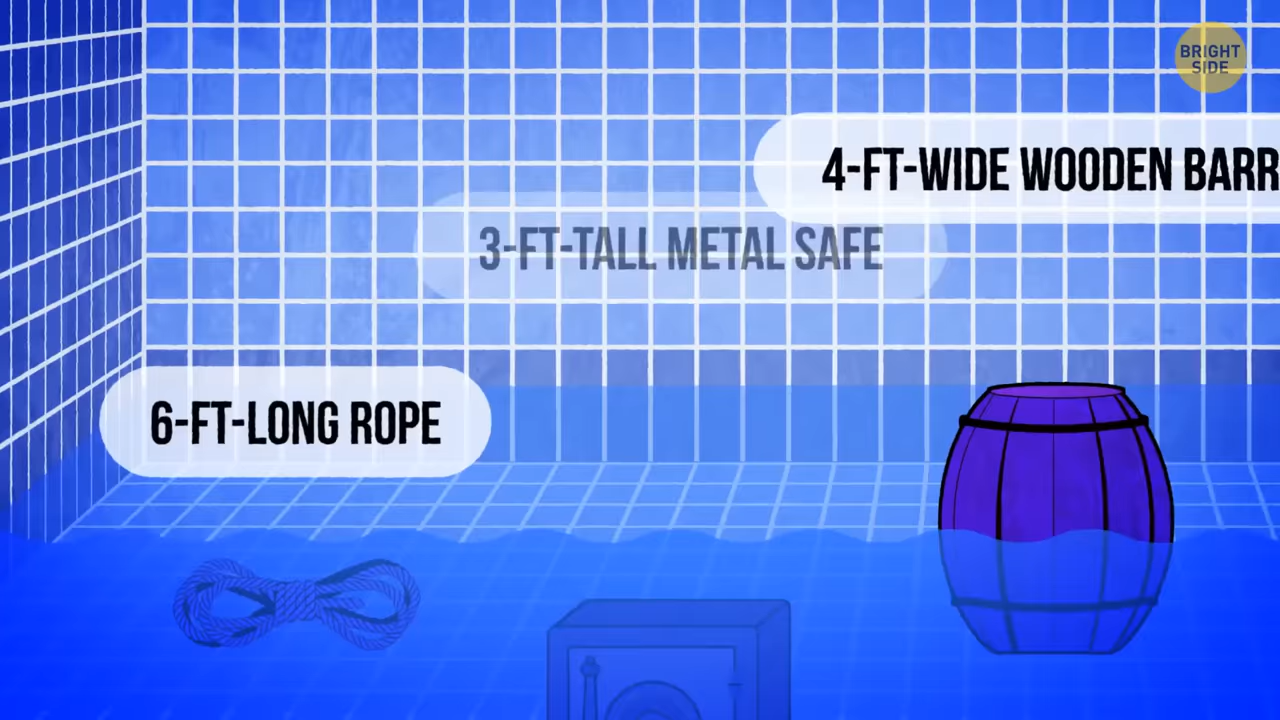 BRIGHT
SIDE
4-FT-WIDE WOODEN BARR
3-FT-TALL METAL SAFE
6-FT-LONG ROPE